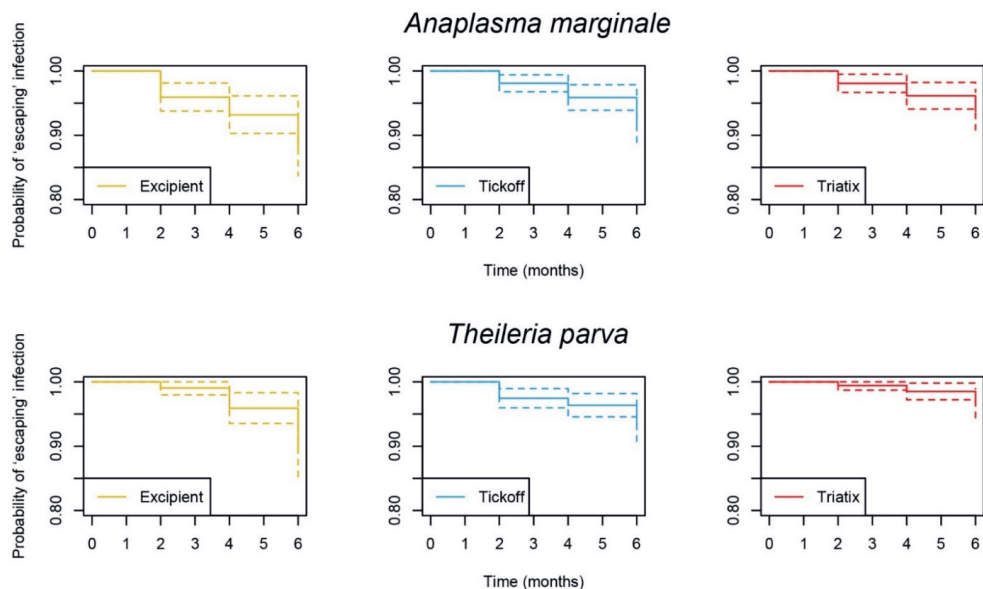 Anaplasma marginale
Probability of 'escaping' infection
1.00
0.90
0.80
Excipient
0 1 2 3 4 5 6
1.00
0.90
0.80
Tickoff
0 1 2 3 4 5 6
Time (months)
1.00
0.90
0.80
Triatix
0 1 2 3 4 5 6
Theileria parva
Probability of 'escaping' infection
1.00
0.90
0.80
Excipient
0 1 2 3 4 5 6
1.00
0.90
0.80
Tickoff
0 1 2 3 4 5 6
Time (months)
1.00
0.90
0.80
Triatix
0 1 2 3 4 5 6